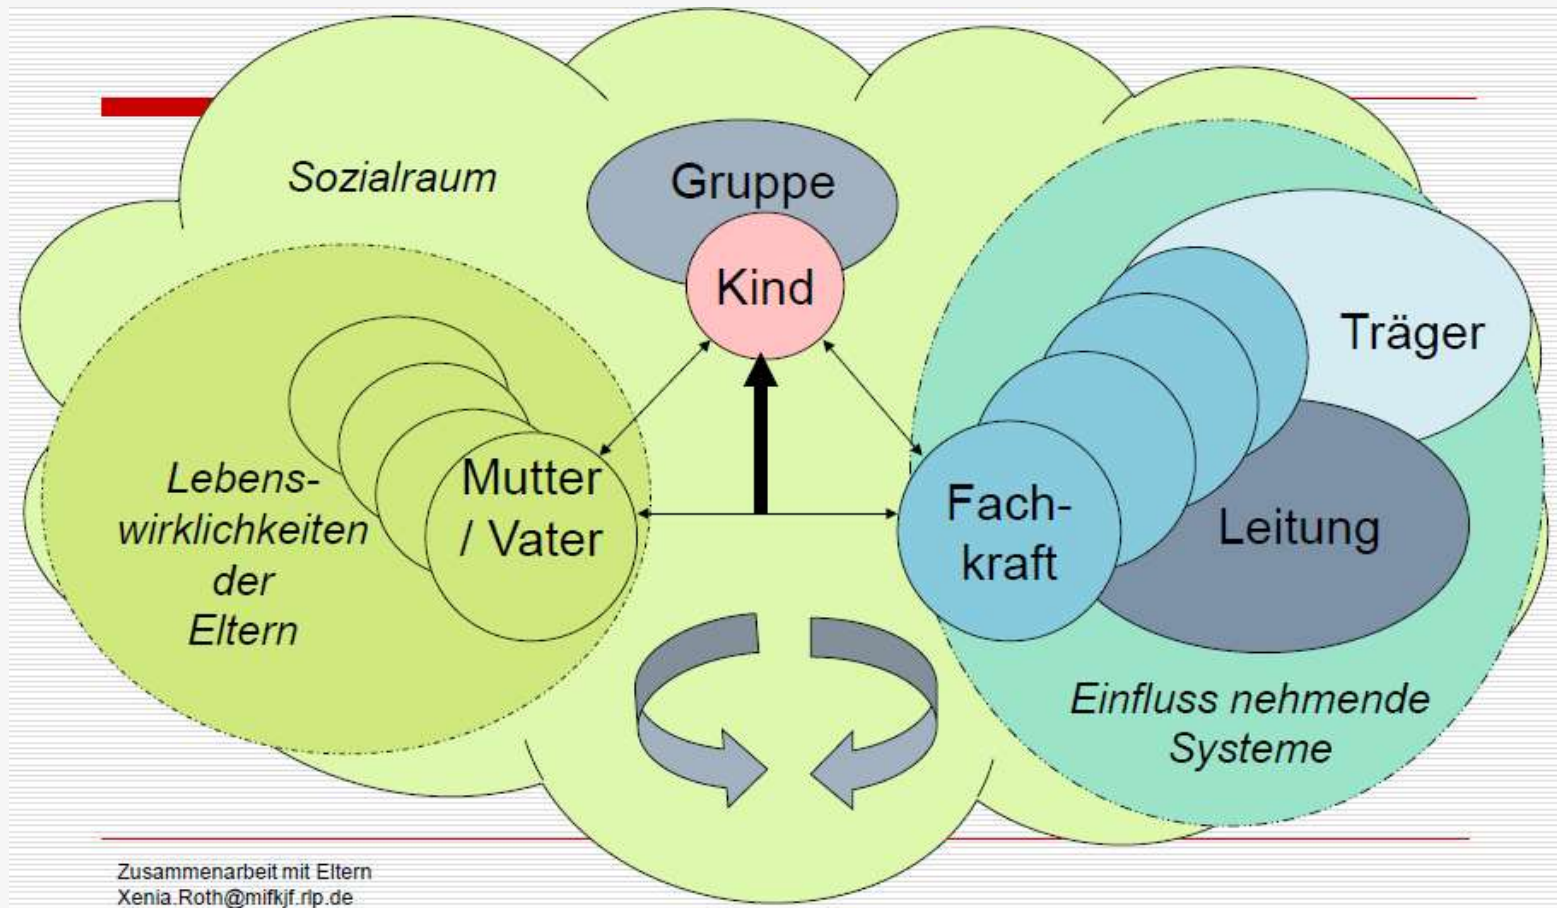 Sozialraum
Gruppe
Kind
Träger
Lebens-
wirklichkeiten
der
Eltern
Mutter
/ Vater
Fach-
kraft
Leitung
Einfluss nehmende
Systeme
Zusammenarbeit mit Eltern
Xenia.Roth@mifkjf.rlp.de